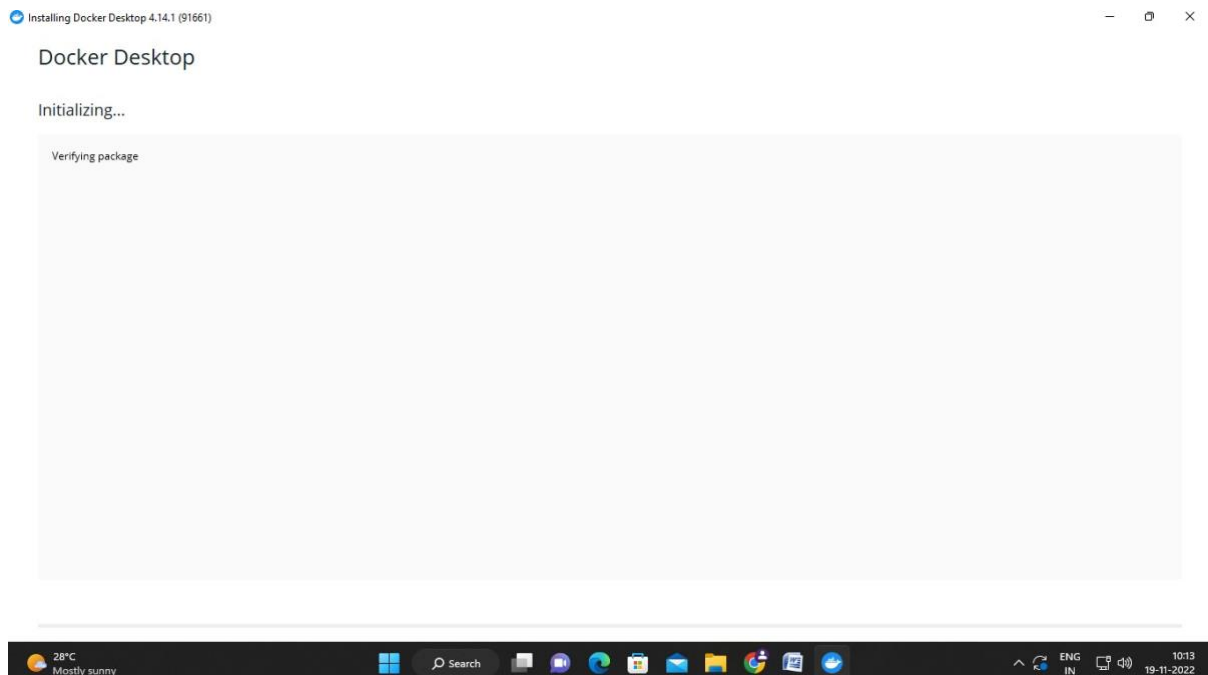 Installing Docker Desktop 4.14.1 (91661)
Docker Desktop
Initializing...
Verifying package
28°C
Mostly sunny
Search
ENG
IN
10:13
19-11-2022